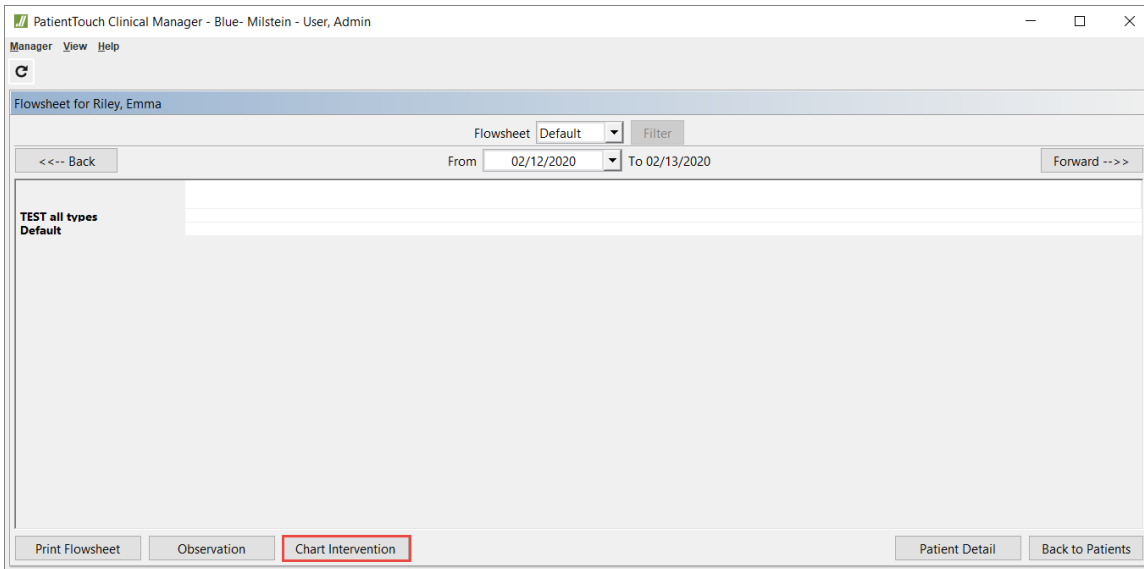 PatientTouch Clinical Manager - Blue- Milstein - User, Admin
Manager View Help
Flowsheet for Riley, Emma
Flowsheet Default Filter
<<-- Back From 02/12/2020 To 02/13/2020 Forward -->>
TEST all types
Default
Print Flowsheet Observation Chart Intervention Patient Detail Back to Patients